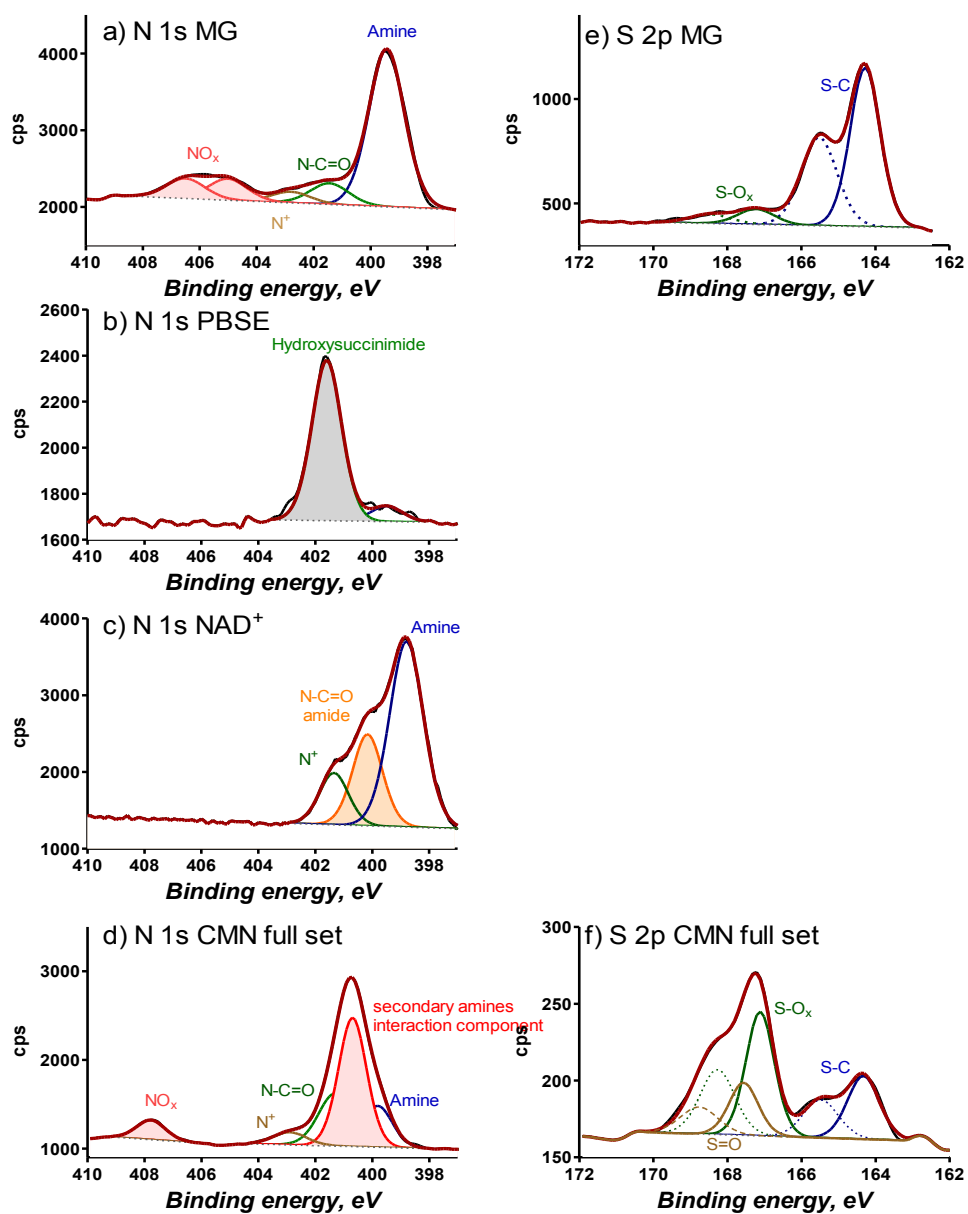 a) N 1s MG
Amine
4000
3000
2000
cps
NOₓ
N-C=O
N⁺
410 408 406 404 402 400 398
Binding energy, eV
e) S 2p MG
S-C
1000
500
cps
S-Oₓ
172 170 168 166 164 162
Binding energy, eV
b) N 1s PBSE
Hydroxysuccinimide
2600
2400
2200
2000
1800
1600
cps
410 408 406 404 402 400 398
Binding energy, eV
c) N 1s NAD⁺
Amine
4000
3000
2000
1000
cps
N-C=O
amide
N⁺
410 408 406 404 402 400 398
Binding energy, eV
d) N 1s CMN full set
3000
2000
1000
cps
secondary amines
interaction component
N-C=O
NOₓ
N⁺
Amine
410 408 406 404 402 400 398
Binding energy, eV
f) S 2p CMN full set
300
250
200
150
cps
S-Oₓ
S-C
S=O
172 170 168 166 164 162
Binding energy, eV